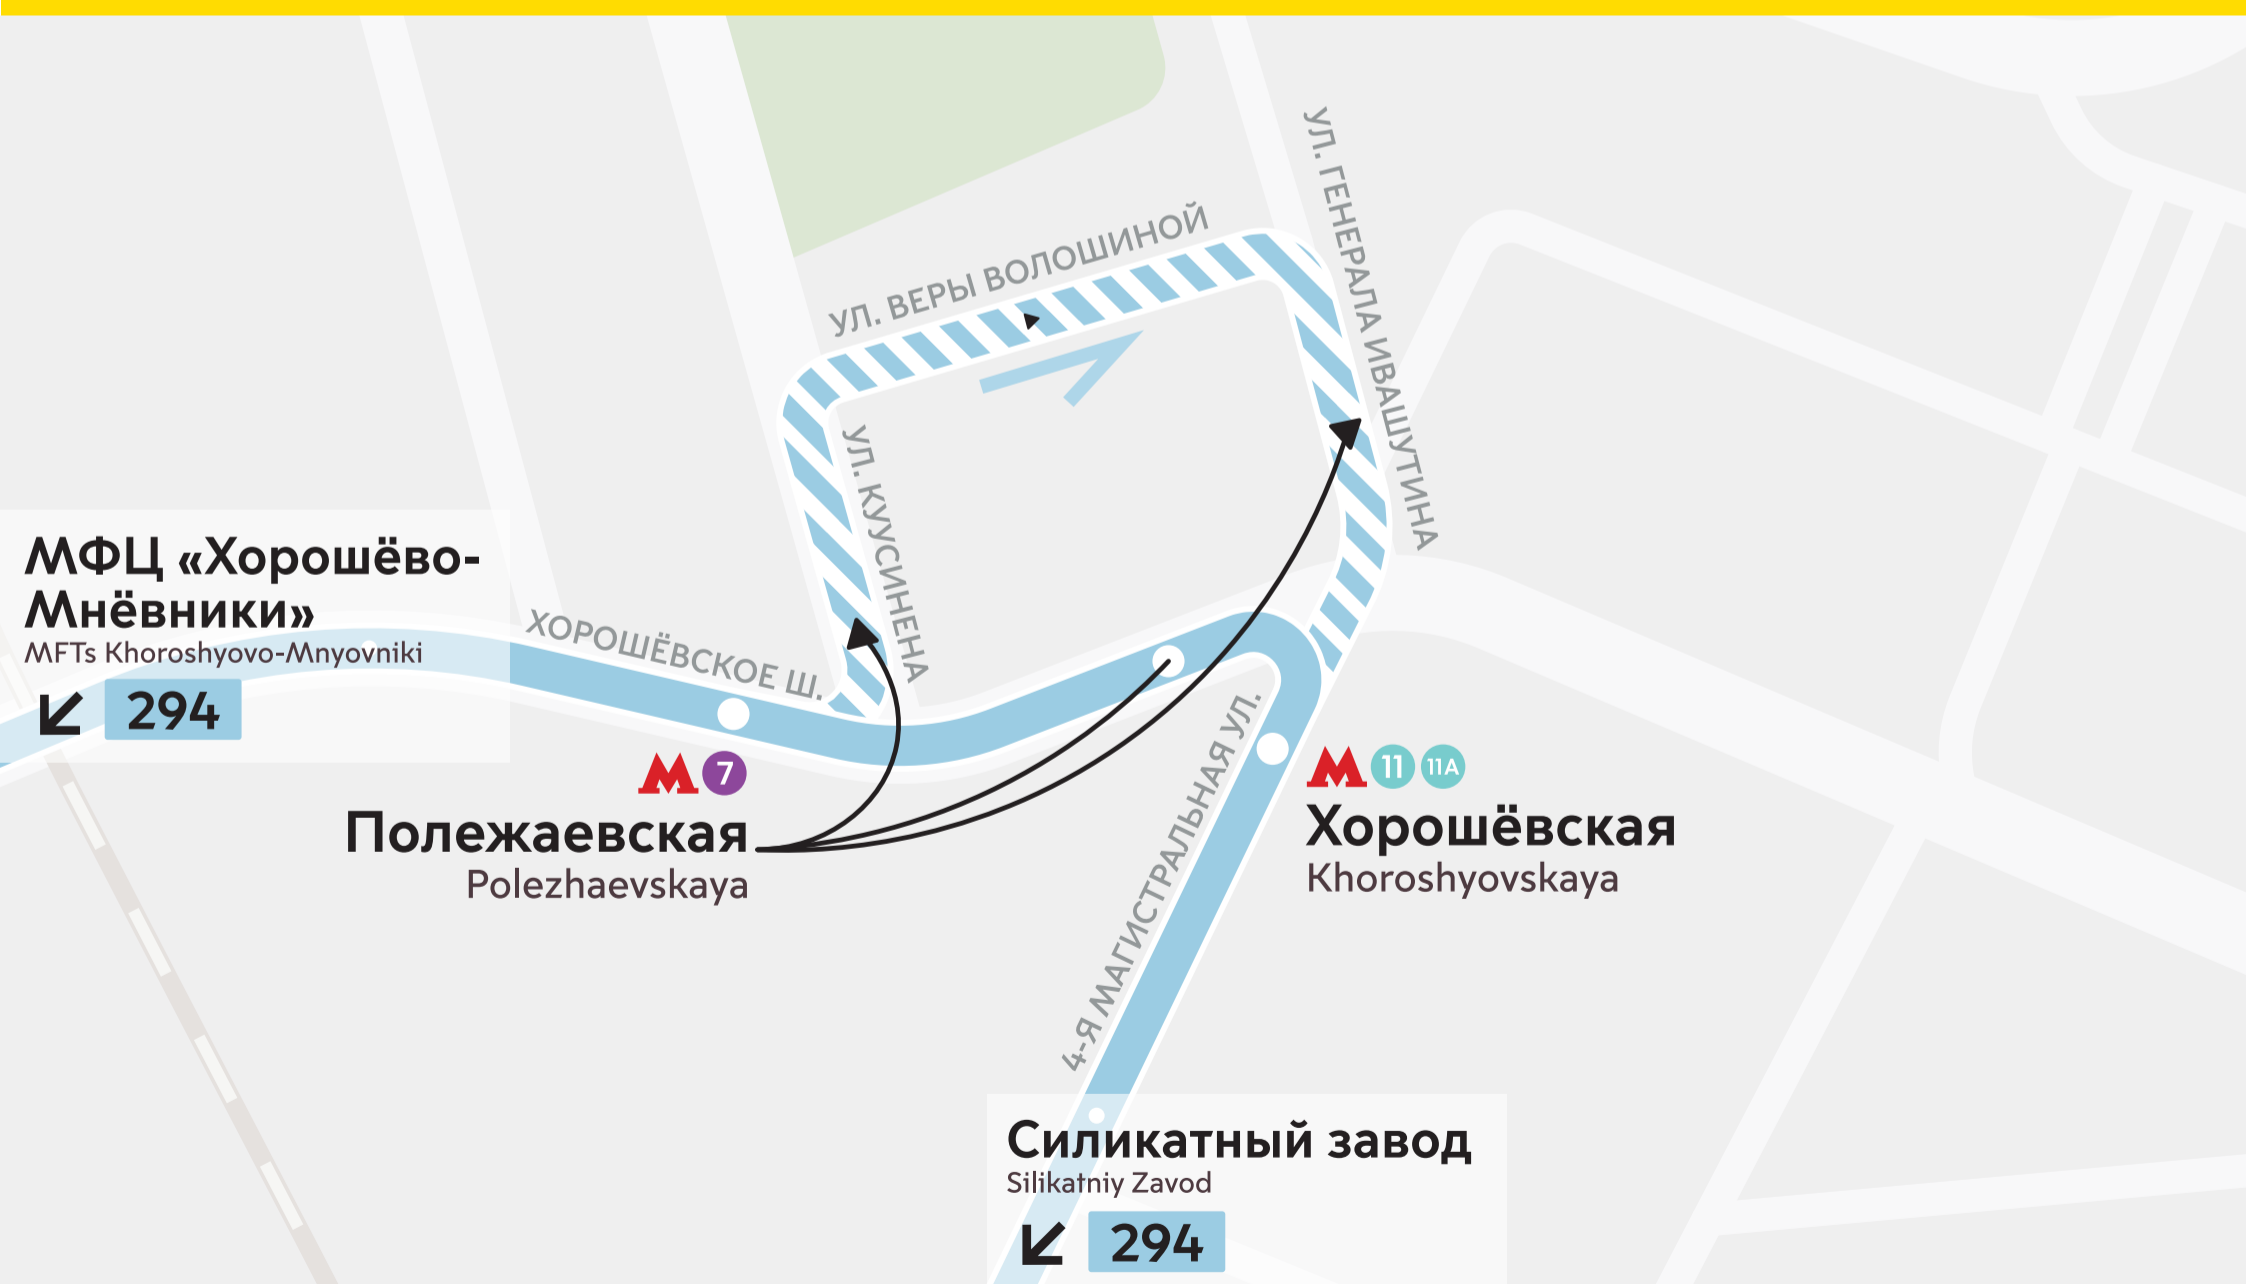 УЛ. ГЕНЕРАЛА ИВАШУТИНА
УЛ. ВЕРЫ ВОЛОШИНОЙ
УЛ. КУУСИНЕНА
МФЦ «Хорошёво-
Мнёвники»
MFTs Khoroshyovo-Mnyovniki
294
ХОРОШЁВСКОЕ Ш.
М 7
Полежаевская
Polezhaevskaya
4-Я МАГИСТРАЛЬНАЯ УЛ.
М 11 11А
Хорошёвская
Khoroshyovskaya
Силикатный завод
Silikatniy Zavod
294